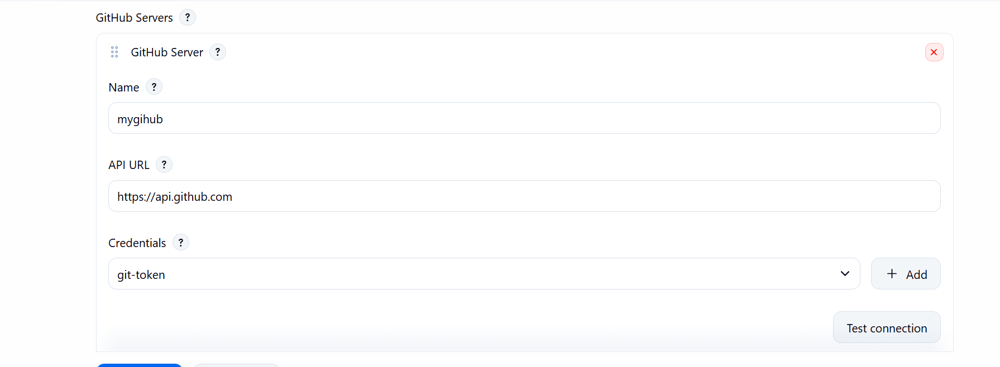 GitHub Servers ?
GitHub Server ?
Name ?
mygihub
API URL ?
https://api.github.com
Credentials ?
git-token
+ Add
Test connection